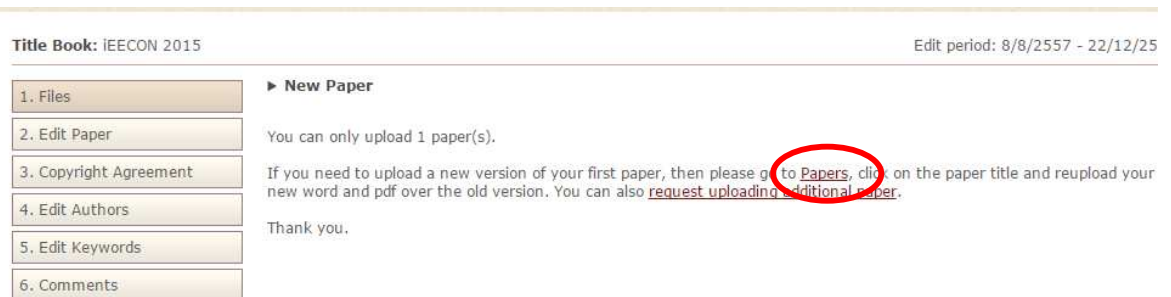 Title Book: iEECON 2015
Edit period: 8/8/2557 - 22/12/25
1. Files
2. Edit Paper
3. Copyright Agreement
4. Edit Authors
5. Edit Keywords
6. Comments
► New Paper
You can only upload 1 paper(s).
If you need to upload a new version of your first paper, then please go to Papers, click on the paper title and reupload your
new word and pdf over the old version. You can also request uploading additional paper.
Thank you.